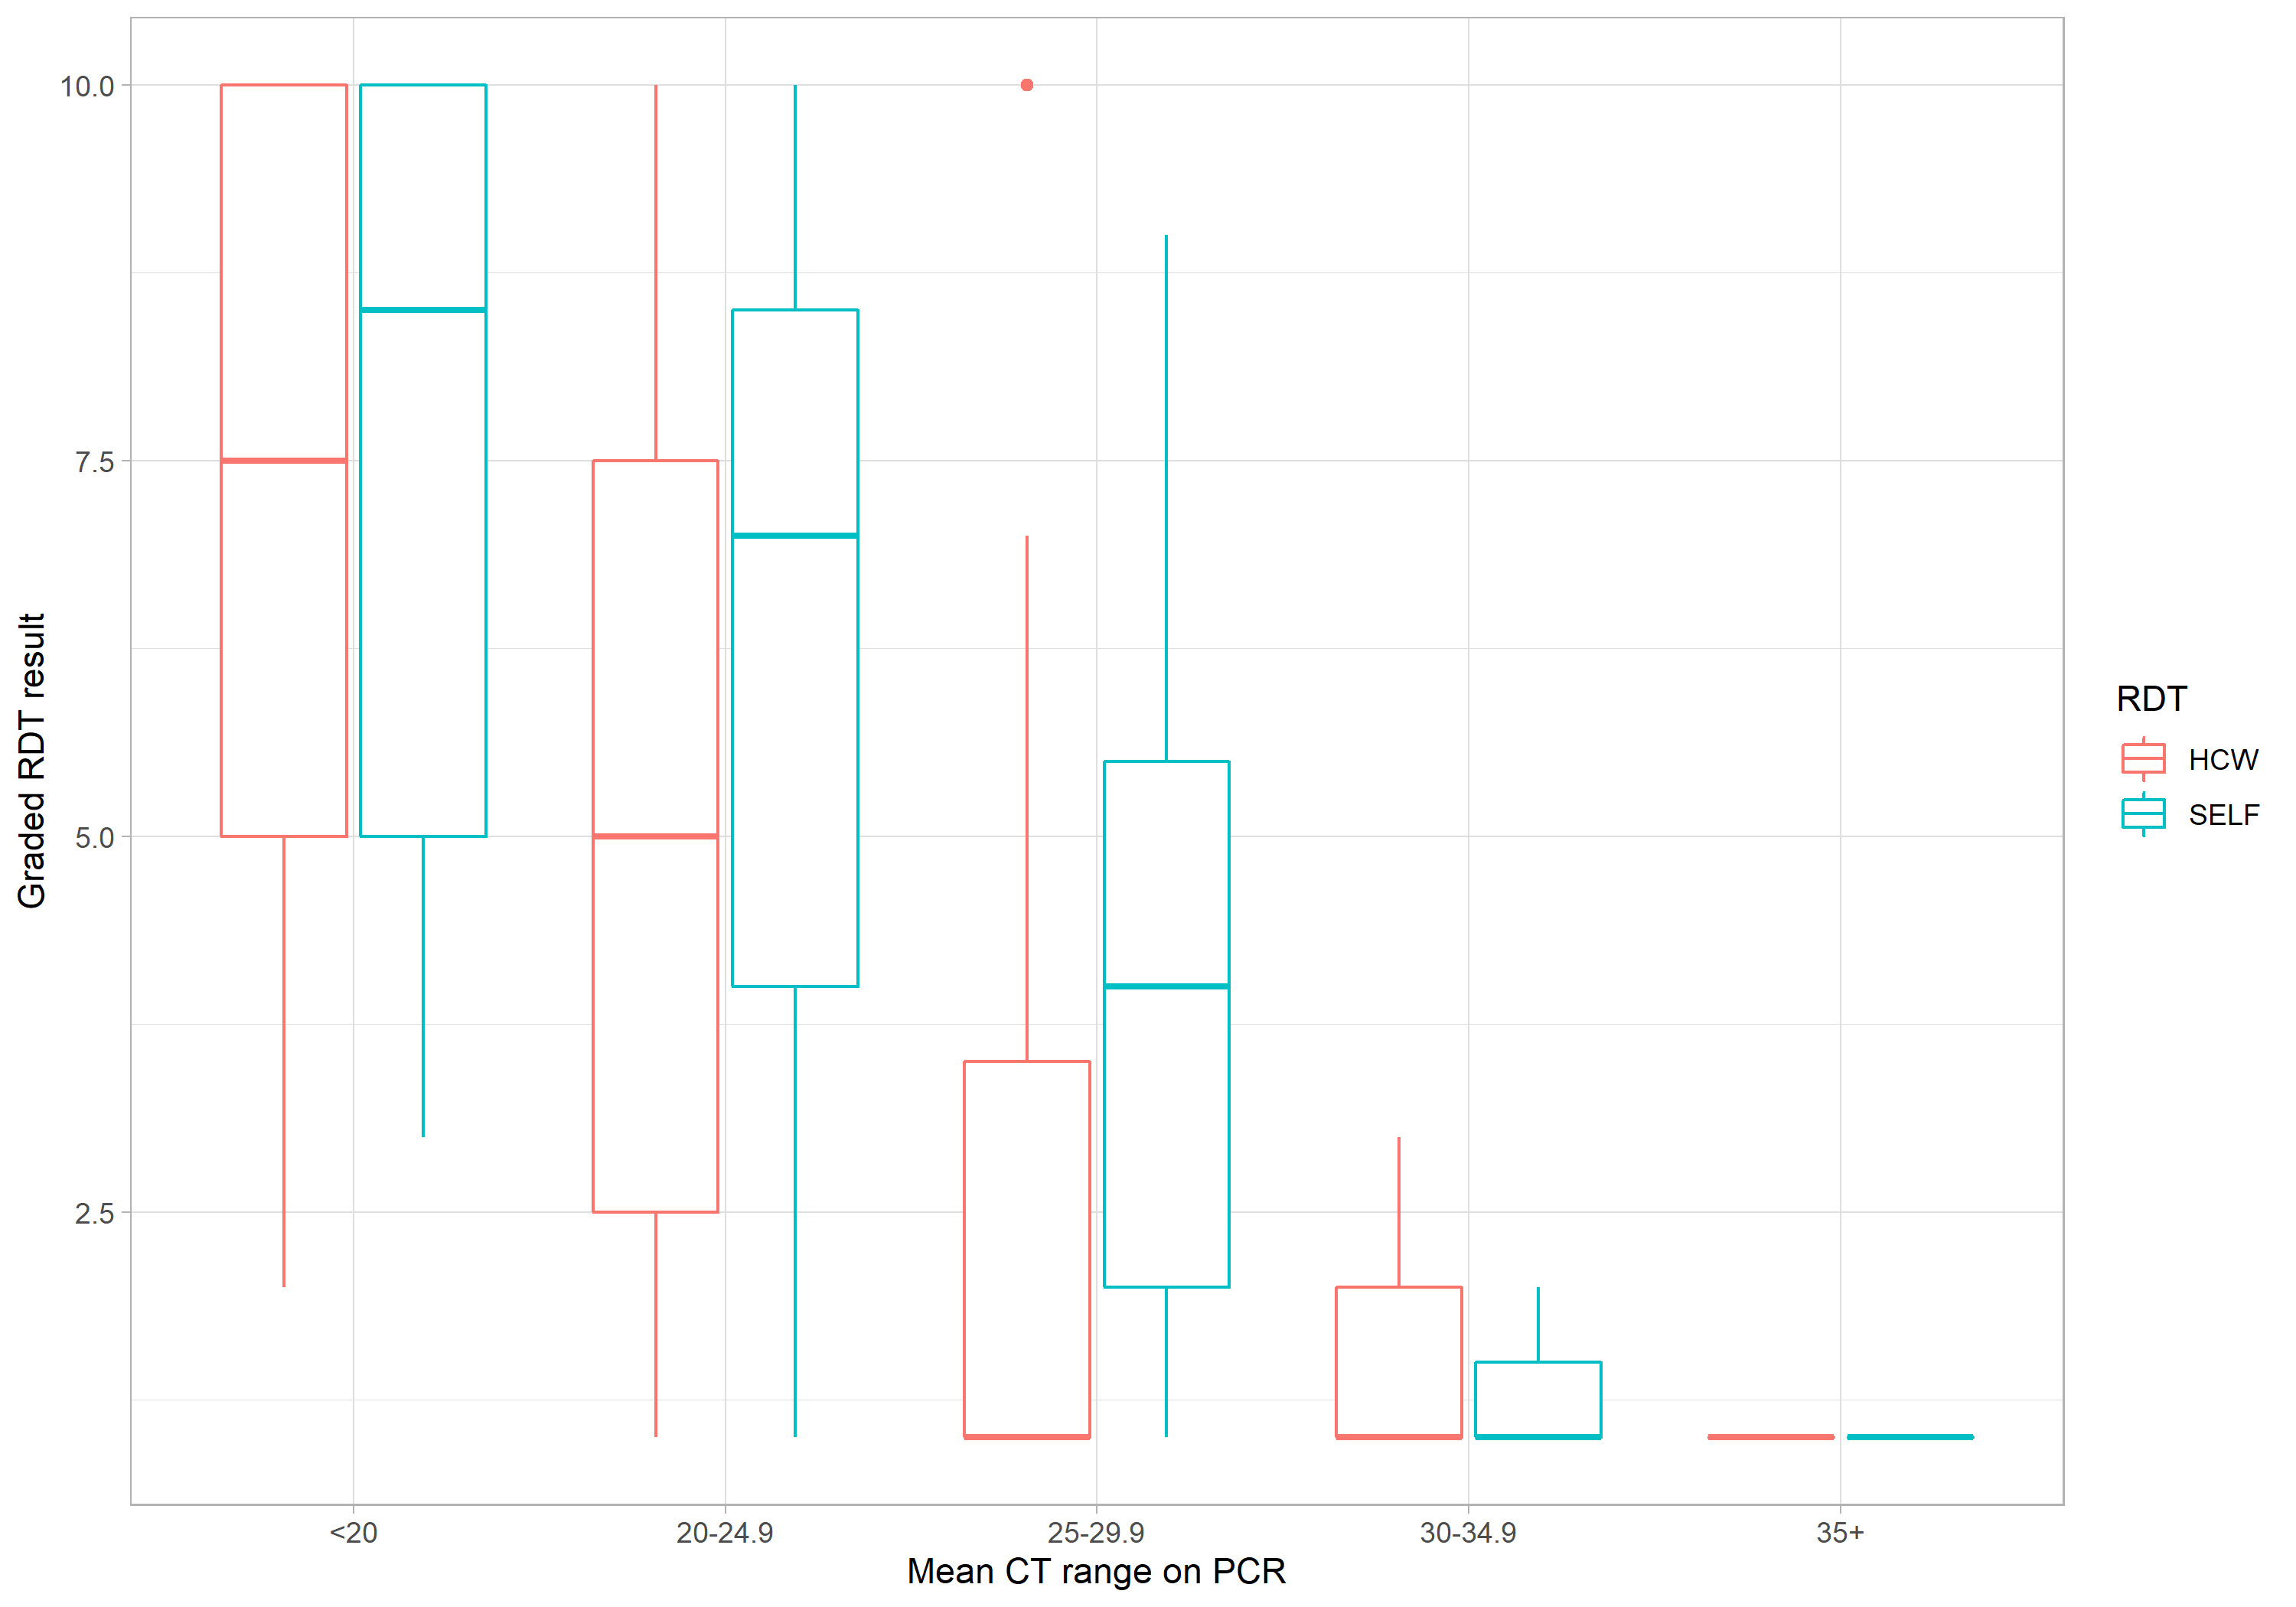 10.0
7.5
5.0
2.5
Graded RDT result
<20
20-24.9
25-29.9
30-34.9
35+
Mean CT range on PCR
RDT
HCW
SELF